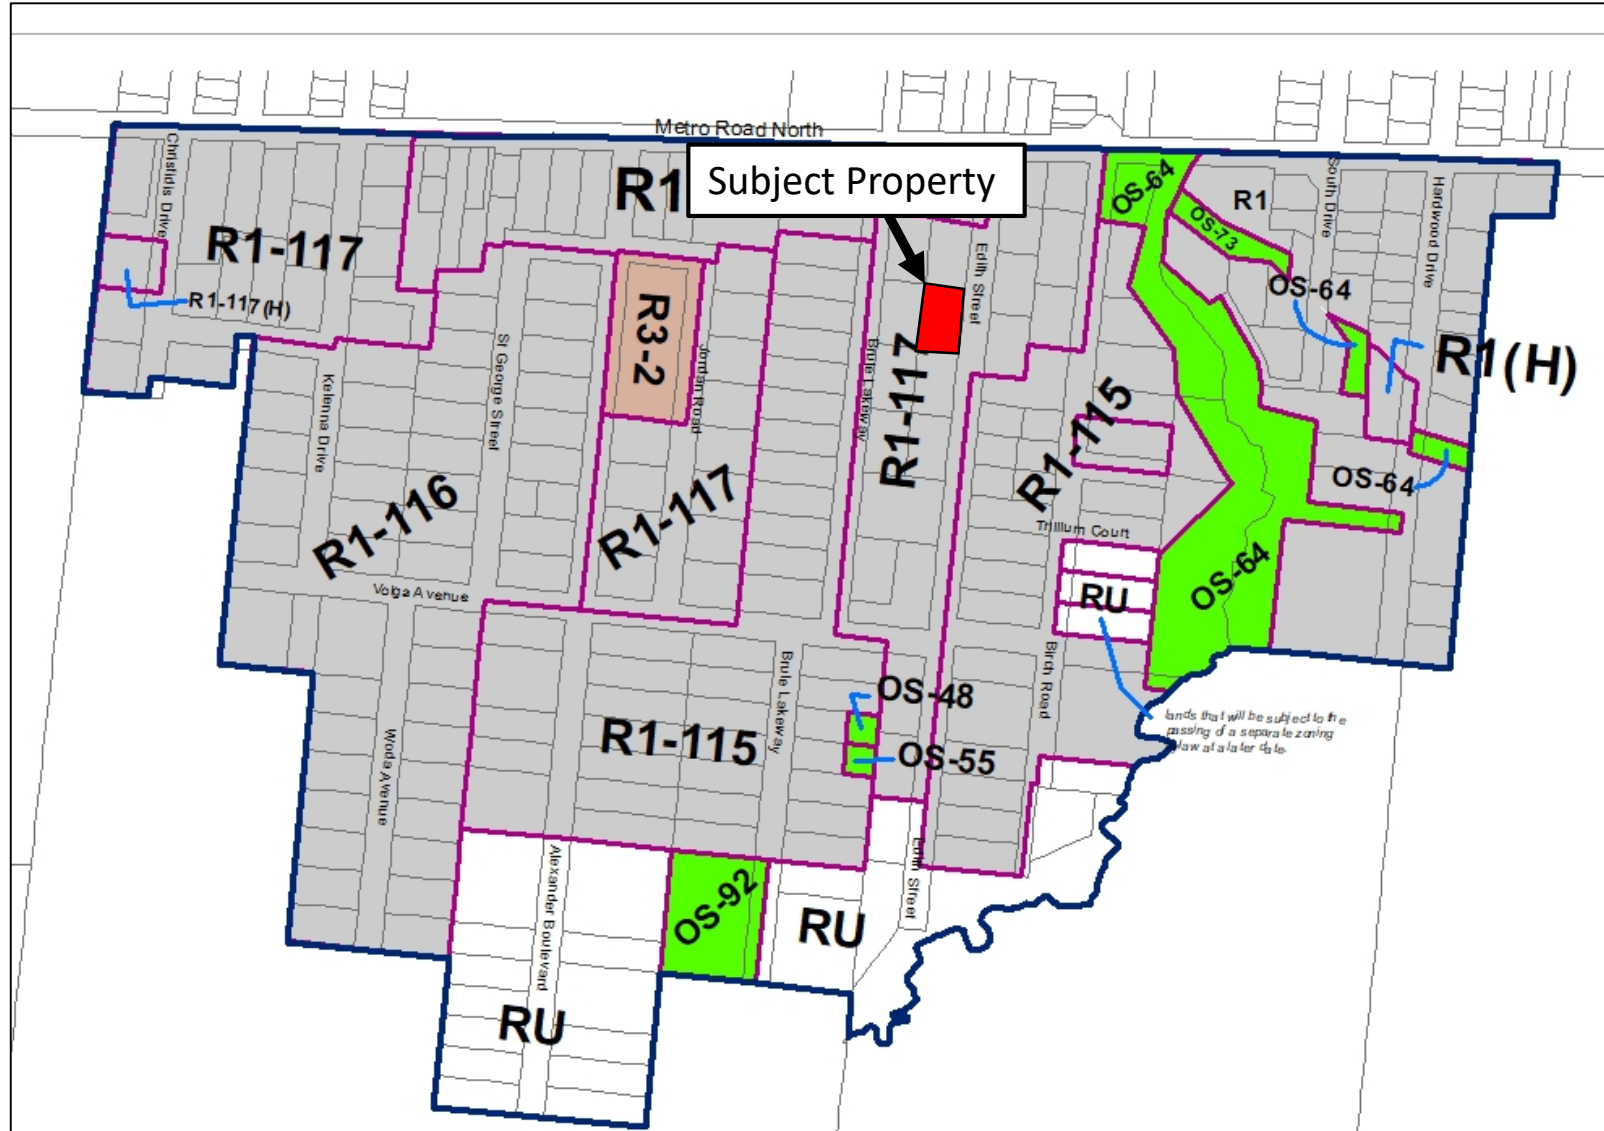 Metro Road North
Subject Property
R1
R1
OS-64
OS-73
Chrisfidis Drive
South Drive
Hardwood Drive
R1-117
R1-117(H)
Edith Street
OS-64
R3-2
R1(H)
St George Street
Jordan Road
Brule Lakeway
R1-117
Kelenna Drive
R1-115
OS-64
R1-116
R1-117
Trillium Court
OS-64
Volga Avenue
RU
Birch Road
Brule Lakeway
OS-48
lands that will be subject to the
passing of a separate zoning
bylaw at a later date.
R1-115
OS-55
Woda Avenue
Alexander Boulevard
Edith Street
OS-92
RU
RU